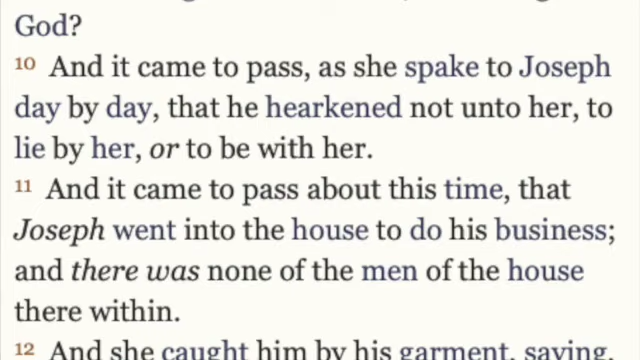 God?
10 And it came to pass, as she spake to Joseph
day by day, that he hearkened not unto her, to
lie by her, or to be with her.
11 And it came to pass about this time, that
Joseph went into the house to do his business;
and there was none of the men of the house
there within.
12 And she caught him by his garment, saying,